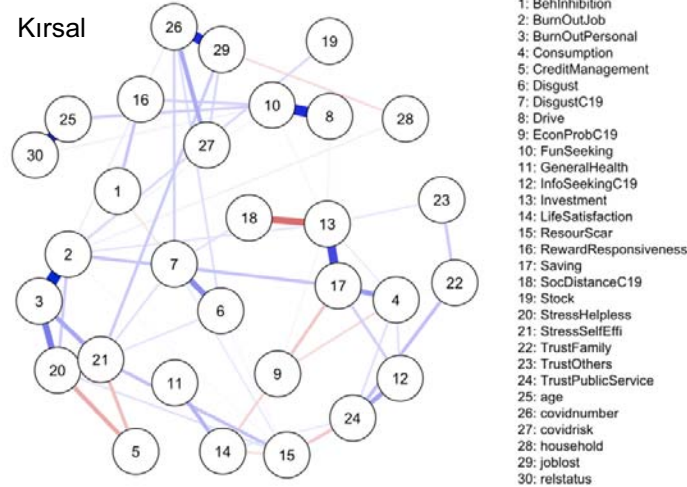 Kırsal
1: BehInhibition
2: BurnOutJob
3: BurnOutPersonal
4: Consumption
5: CreditManagement
6: Disgust
7: DisgustC19
8: Drive
9: EconProbC19
10: FunSeeking
11: GeneralHealth
12: InfoSeekingC19
13: Investment
14: LifeSatisfaction
15: ResourScar
16: RewardResponsiveness
17: Saving
18: SocDistanceC19
19: Stock
20: StressHelpless
21: StressSelfEffi
22: TrustFamily
23: TrustOthers
24: TrustPublicService
25: age
26: covidnumber
27: covidrisk
28: household
29: joblost
30: relstatus
26
29
19
16
10
8
25
28
27
30
1
23
18
13
2
7
22
17
3
6
4
21
20
9
12
11
24
5
14
15